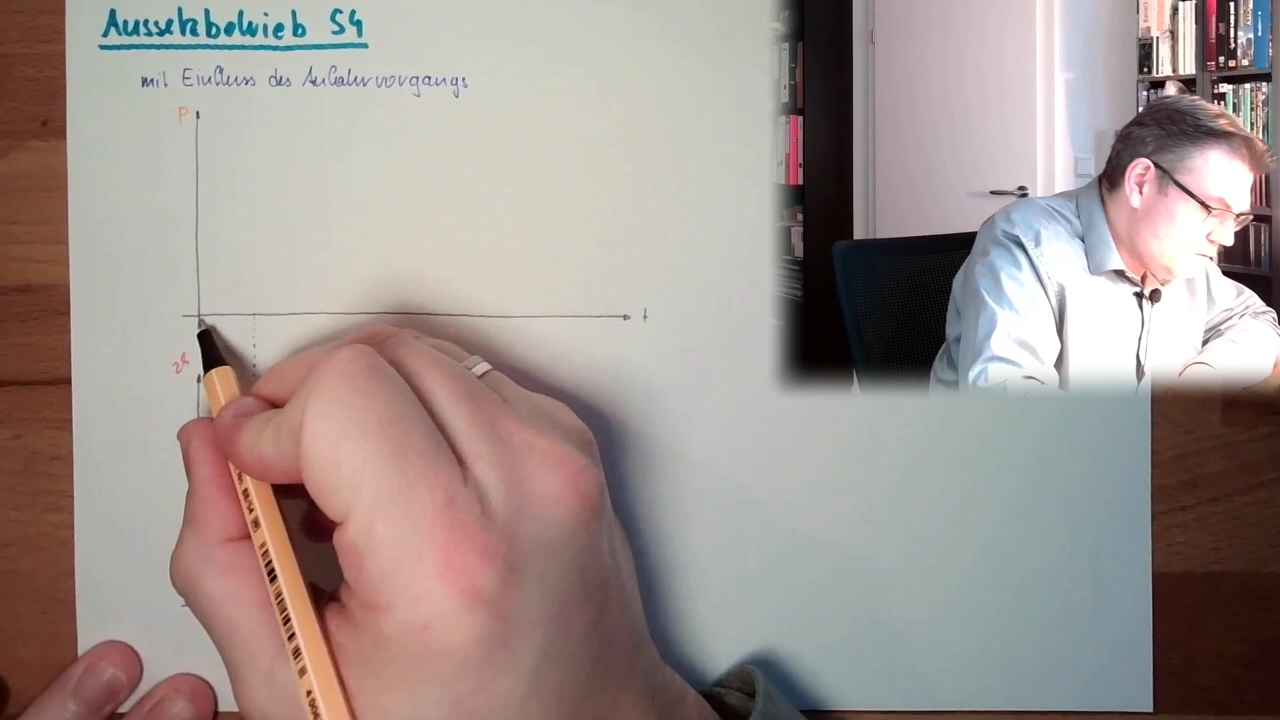 Aussetzbetrieb S4
mit Einfluss des Anlaufvorgangs
P
t
ϑ